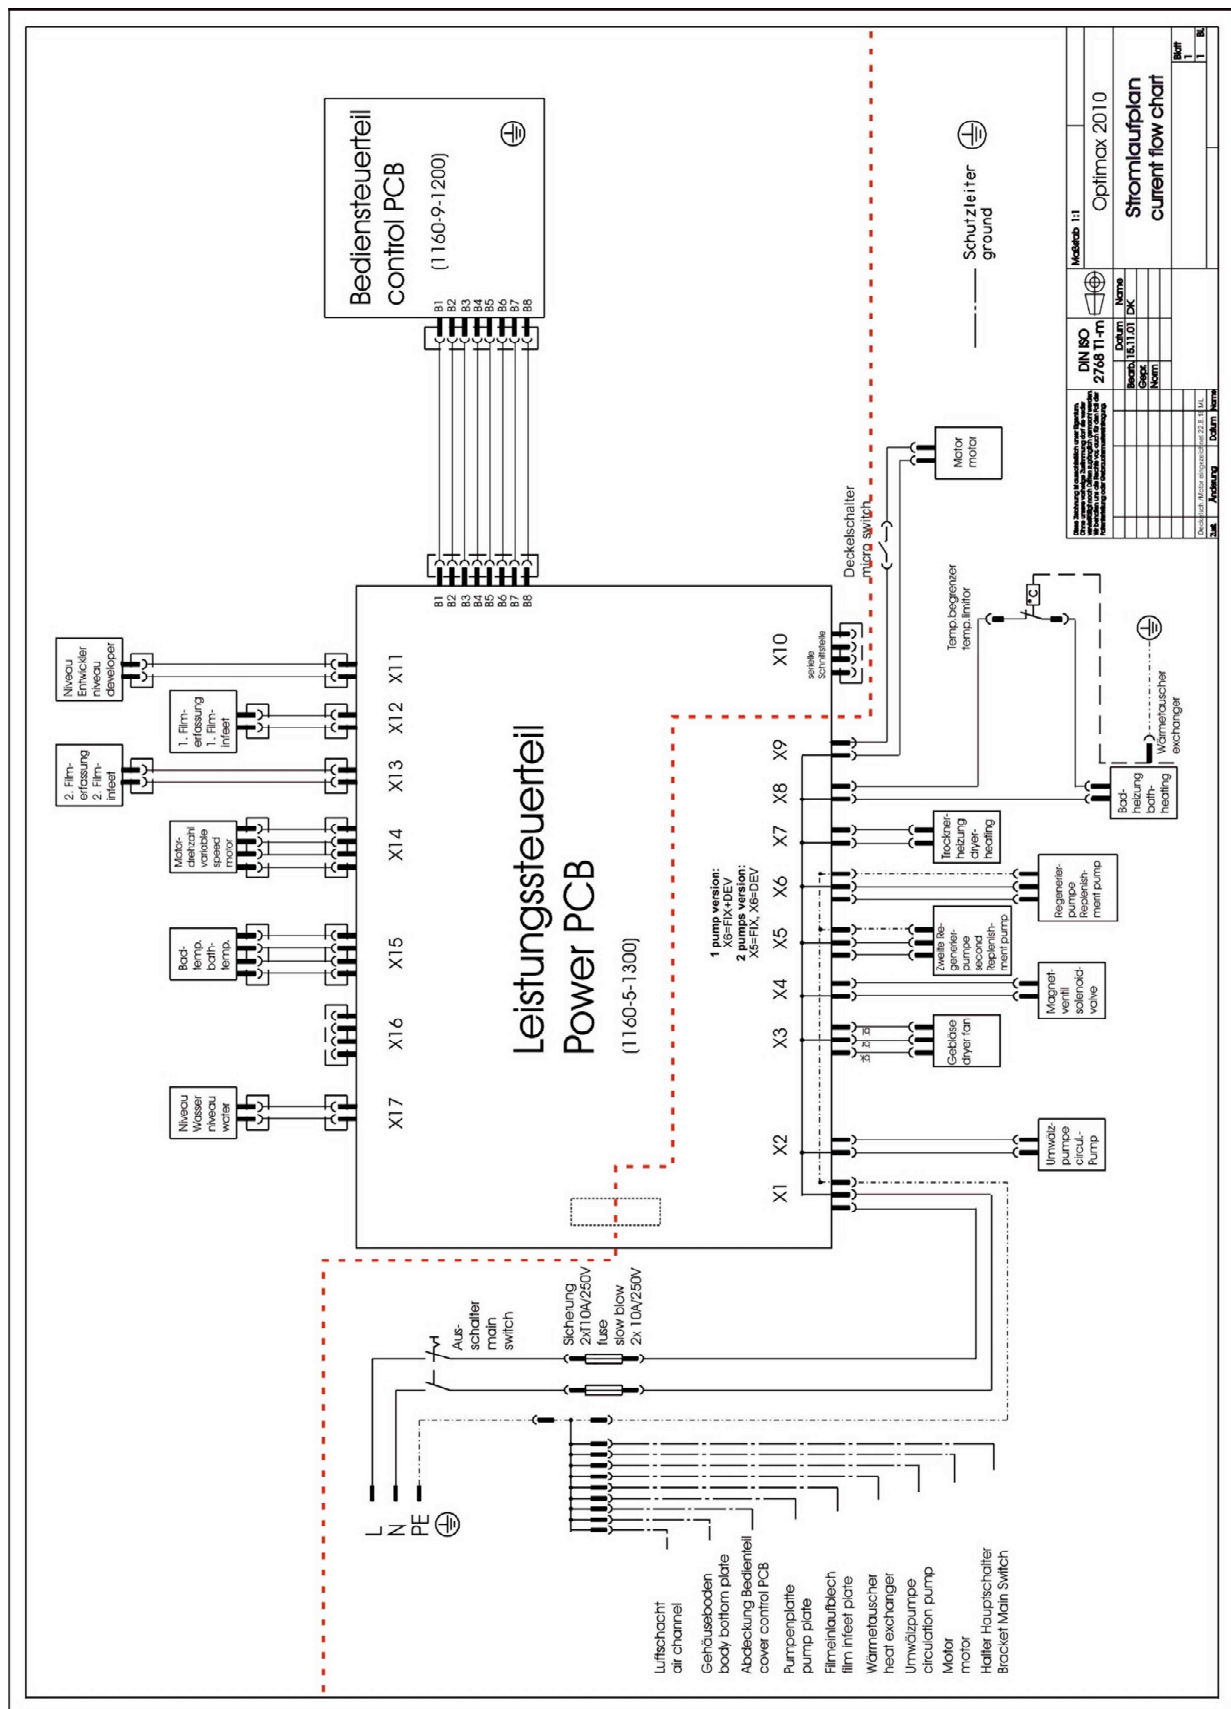 Bediensteuerteil
control PCB
(1160-9-1200)
B1
B2
B3
B4
B5
B6
B7
B8
B1
B2
B3
B4
B5
B6
B7
B8
Niveau
Entwickler
niveau
developer
1. Film-
erfassung
1. Film-
infeet
2. Film-
erfassung
2. Film-
infeet
Motor-
drehzahl
variable
speed
motor
Bad-
temp.
bath-
temp.
Niveau
Wasser
niveau
water
X17
X16
X15
X14
X13
X12
X11
Leistungssteuerteil
Power PCB
(1160-5-1300)
1 pump version:
X6=FIX+DEV
2 pumps version:
X5=FIX, X6=DEV
X1
X2
X3
X4
X5
X6
X7
X8
X9
X10
serielle
Schnittstelle
Deckelschalter
micro switch
Motor
motor
Schutzleiter
ground
Temp.begrenzer
temp.limitor
°C
Wärmetauscher
exchanger
Bad-
heizung
bath-
heating
Trockner-
heizung
dryer-
heating
Regenerier-
pumpe
Replenish-
ment pump
Zweite Re-
generier-
pumpe
second
Replenish-
ment pump
Magnet-
ventil
solenoid-
valve
Gebläse
dryer fan
Umwälz-
pumpe
circul.-
Pump
L
N
PE
Aus-
schalter
main
switch
Sicherung
2xT10A/250V
fuse
slow blow
2x 10A/250V
Luftschacht
air channel
Gehäuseboden
body bottom plate
Abdeckung Bedienteil
cover control PCB
Pumpenplatte
pump plate
Filmeinlaufblech
film infeet plate
Wärmetauscher
heat exchanger
Umwälzpumpe
circulation pump
Motor
motor
Halter Hauptschalter
Bracket Main Switch
DIN ISO
2768 T1-m
Maßstab 1:1
Optimax 2010
Datum
Name
Bearb.
15.11.01
DK
Gepr.
Norm
Stromlaufplan
current flow chart
Blatt
1
1
Bl.
Zust.
Änderung
Datum
Name